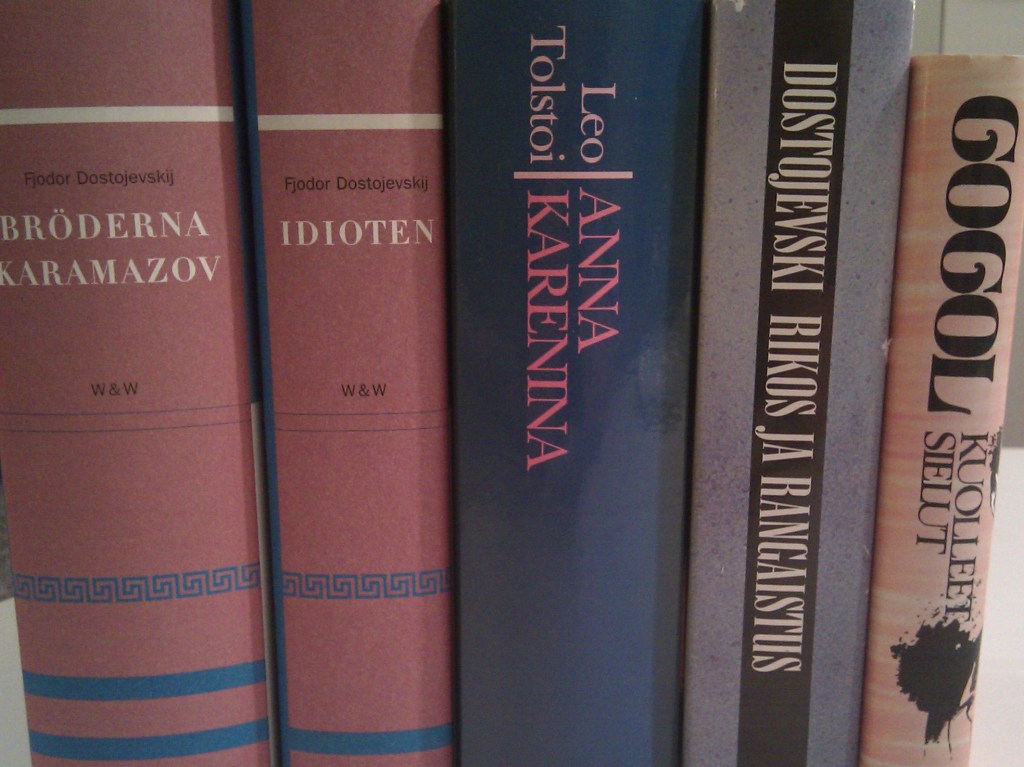 Fjodor Dostojevskij
BRÖDERNA
KARAMAZOV
W&W
Fjodor Dostojevskij
IDIOTEN
W&W
Leo
Tolstoi
ANNA
KARENINA
DOSTOJEVSKI RIKOS JA RANGAISTUS
GOGOL
KUOLLEET
SIELUT